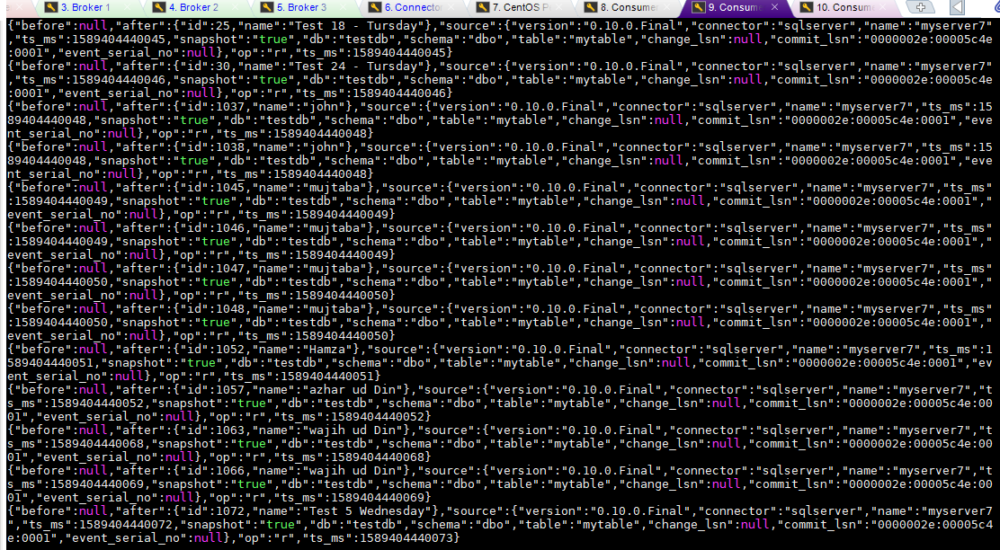 3. Broker 1
4. Broker 2
5. Broker 3
6. Connecto
7. CentOS P
8. Consume
9. Consum
10. Consum
{"before":null,"after":{"id":25,"name":"Test 18 - Tursday"},"source":{"version":"0.10.0.Final","connector":"sqlserver","name":"myserver7"
,"ts_ms":1589404440045,"snapshot":"true","db":"testdb","schema":"dbo","table":"mytable","change_lsn":null,"commit_lsn":"0000002e:00005c4e
:0001","event_serial_no":null},"op":"r","ts_ms":1589404440045}
{"before":null,"after":{"id":30,"name":"Test 24 - Tursday"},"source":{"version":"0.10.0.Final","connector":"sqlserver","name":"myserver7"
,"ts_ms":1589404440046,"snapshot":"true","db":"testdb","schema":"dbo","table":"mytable","change_lsn":null,"commit_lsn":"0000002e:00005c4e
:0001","event_serial_no":null},"op":"r","ts_ms":1589404440046}
{"before":null,"after":{"id":1037,"name":"john"},"source":{"version":"0.10.0.Final","connector":"sqlserver","name":"myserver7","ts_ms":15
89404440048,"snapshot":"true","db":"testdb","schema":"dbo","table":"mytable","change_lsn":null,"commit_lsn":"0000002e:00005c4e:0001","eve
nt_serial_no":null},"op":"r","ts_ms":1589404440048}
{"before":null,"after":{"id":1038,"name":"john"},"source":{"version":"0.10.0.Final","connector":"sqlserver","name":"myserver7","ts_ms":15
89404440048,"snapshot":"true","db":"testdb","schema":"dbo","table":"mytable","change_lsn":null,"commit_lsn":"0000002e:00005c4e:0001","eve
nt_serial_no":null},"op":"r","ts_ms":1589404440048}
{"before":null,"after":{"id":1045,"name":"mujtaba"},"source":{"version":"0.10.0.Final","connector":"sqlserver","name":"myserver7","ts_ms"
:1589404440049,"snapshot":"true","db":"testdb","schema":"dbo","table":"mytable","change_lsn":null,"commit_lsn":"0000002e:00005c4e:0001","
event_serial_no":null},"op":"r","ts_ms":1589404440049}
{"before":null,"after":{"id":1046,"name":"mujtaba"},"source":{"version":"0.10.0.Final","connector":"sqlserver","name":"myserver7","ts_ms"
:1589404440049,"snapshot":"true","db":"testdb","schema":"dbo","table":"mytable","change_lsn":null,"commit_lsn":"0000002e:00005c4e:0001","
event_serial_no":null},"op":"r","ts_ms":1589404440049}
{"before":null,"after":{"id":1047,"name":"mujtaba"},"source":{"version":"0.10.0.Final","connector":"sqlserver","name":"myserver7","ts_ms"
:1589404440050,"snapshot":"true","db":"testdb","schema":"dbo","table":"mytable","change_lsn":null,"commit_lsn":"0000002e:00005c4e:0001","
event_serial_no":null},"op":"r","ts_ms":1589404440050}
{"before":null,"after":{"id":1048,"name":"mujtaba"},"source":{"version":"0.10.0.Final","connector":"sqlserver","name":"myserver7","ts_ms"
:1589404440050,"snapshot":"true","db":"testdb","schema":"dbo","table":"mytable","change_lsn":null,"commit_lsn":"0000002e:00005c4e:0001","
event_serial_no":null},"op":"r","ts_ms":1589404440050}
{"before":null,"after":{"id":1052,"name":"Hamza"},"source":{"version":"0.10.0.Final","connector":"sqlserver","name":"myserver7","ts_ms":1
589404440051,"snapshot":"true","db":"testdb","schema":"dbo","table":"mytable","change_lsn":null,"commit_lsn":"0000002e:00005c4e:0001","ev
ent_serial_no":null},"op":"r","ts_ms":1589404440051}
{"before":null,"after":{"id":1057,"name":"azhar ud Din"},"source":{"version":"0.10.0.Final","connector":"sqlserver","name":"myserver7","t
s_ms":1589404440052,"snapshot":"true","db":"testdb","schema":"dbo","table":"mytable","change_lsn":null,"commit_lsn":"0000002e:00005c4e:00
01","event_serial_no":null},"op":"r","ts_ms":1589404440052}
{"before":null,"after":{"id":1063,"name":"wajih ud Din"},"source":{"version":"0.10.0.Final","connector":"sqlserver","name":"myserver7","t
s_ms":1589404440068,"snapshot":"true","db":"testdb","schema":"dbo","table":"mytable","change_lsn":null,"commit_lsn":"0000002e:00005c4e:00
01","event_serial_no":null},"op":"r","ts_ms":1589404440068}
{"before":null,"after":{"id":1066,"name":"wajih ud Din"},"source":{"version":"0.10.0.Final","connector":"sqlserver","name":"myserver7","t
s_ms":1589404440069,"snapshot":"true","db":"testdb","schema":"dbo","table":"mytable","change_lsn":null,"commit_lsn":"0000002e:00005c4e:00
01","event_serial_no":null},"op":"r","ts_ms":1589404440069}
{"before":null,"after":{"id":1072,"name":"Test 5 Wednesday"},"source":{"version":"0.10.0.Final","connector":"sqlserver","name":"myserver7
","ts_ms":1589404440072,"snapshot":"true","db":"testdb","schema":"dbo","table":"mytable","change_lsn":null,"commit_lsn":"0000002e:00005c4
e:0001","event_serial_no":null},"op":"r","ts_ms":1589404440073}